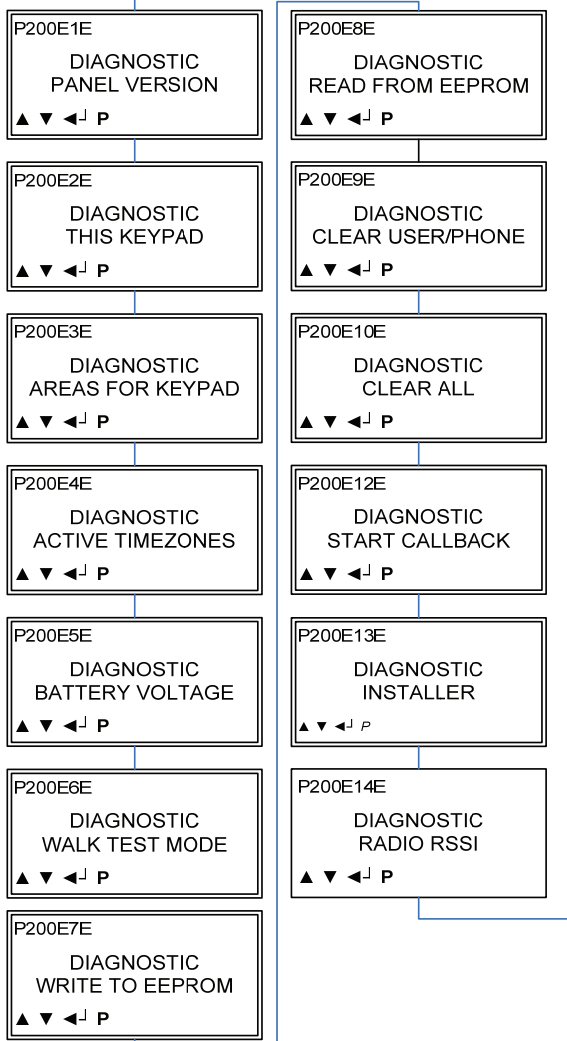 P200E1E
DIAGNOSTIC
PANEL VERSION
▲ ▼ ◄┘ P
P200E2E
DIAGNOSTIC
THIS KEYPAD
▲ ▼ ◄┘ P
P200E3E
DIAGNOSTIC
AREAS FOR KEYPAD
▲ ▼ ◄┘ P
P200E4E
DIAGNOSTIC
ACTIVE TIMEZONES
▲ ▼ ◄┘ P
P200E5E
DIAGNOSTIC
BATTERY VOLTAGE
▲ ▼ ◄┘ P
P200E6E
DIAGNOSTIC
WALK TEST MODE
▲ ▼ ◄┘ P
P200E7E
DIAGNOSTIC
WRITE TO EEPROM
▲ ▼ ◄┘ P
P200E8E
DIAGNOSTIC
READ FROM EEPROM
▲ ▼ ◄┘ P
P200E9E
DIAGNOSTIC
CLEAR USER/PHONE
▲ ▼ ◄┘ P
P200E10E
DIAGNOSTIC
CLEAR ALL
▲ ▼ ◄┘ P
P200E12E
DIAGNOSTIC
START CALLBACK
▲ ▼ ◄┘ P
P200E13E
DIAGNOSTIC
INSTALLER
▲ ▼ ◄┘ P
P200E14E
DIAGNOSTIC
RADIO RSSI
▲ ▼ ◄┘ P